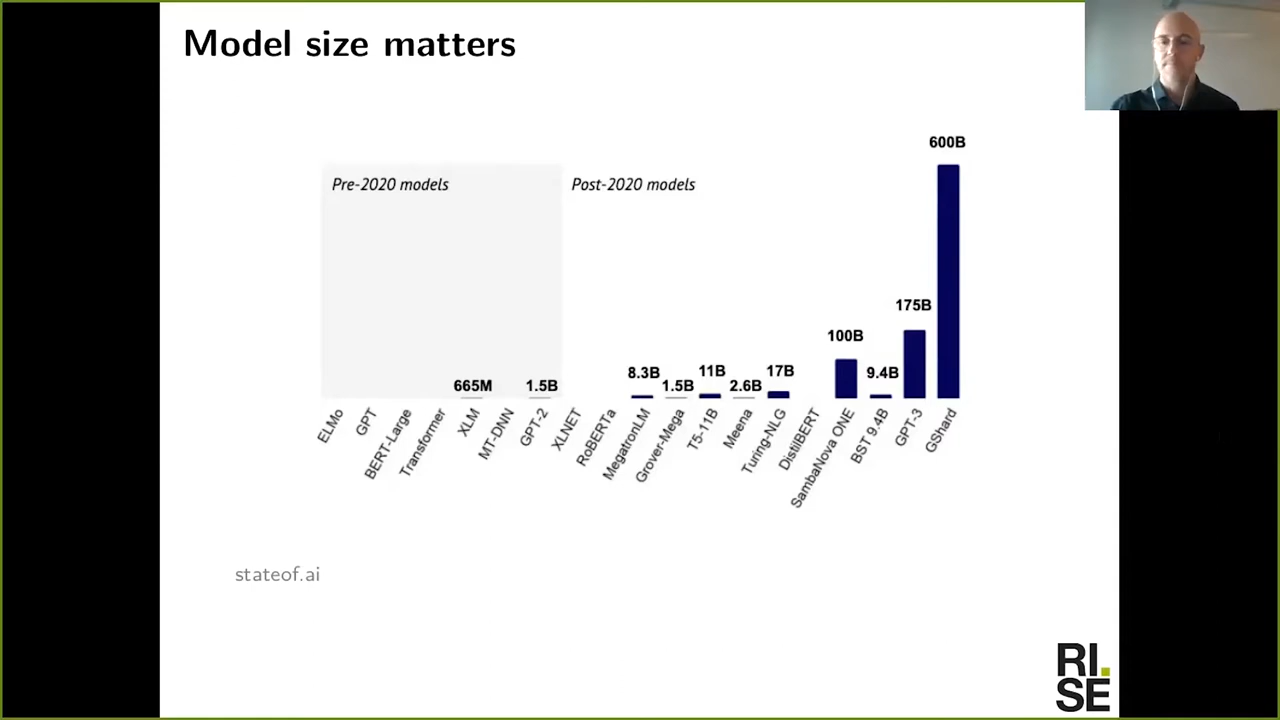 Model size matters
Pre-2020 models
Post-2020 models
665M
1.5B
8.3B
1.5B
11B
2.6B
17B
100B
9.4B
175B
600B
ELMo
GPT
BERT-Large
Transformer
XLM
MT-DNN
GPT-2
XLNET
RoBERTa
MegatronLM
Grover-Mega
T5-11B
Meena
Turing-NLG
DistilBERT
SambaNova ONE
BST 9.4B
GPT-3
GShard
stateof.ai
RI.
SE